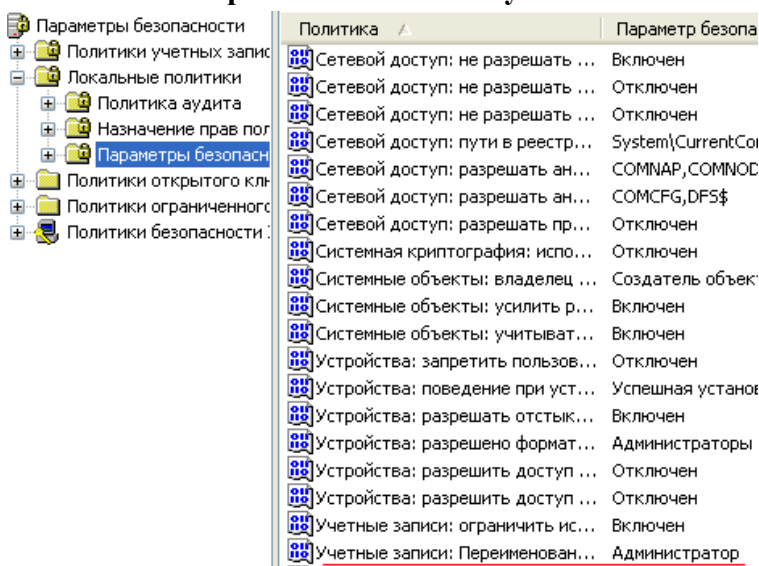 Параметры безопасности
Политики учетных запис
Локальные политики
Политика аудита
Назначение прав пол
Параметры безопасн
Политики открытого клю
Политики ограниченного
Политики безопасности
Политика Параметр безопа
Сетевой доступ: не разрешать ... Включен
Сетевой доступ: не разрешать ... Отключен
Сетевой доступ: не разрешать ... Отключен
Сетевой доступ: пути в реестр... System\CurrentCor
Сетевой доступ: разрешать ан... COMNAP,COMNOD
Сетевой доступ: разрешать ан... COMCFG,DFS$
Сетевой доступ: разрешать пр... Отключен
Системная криптография: испо... Отключен
Системные объекты: владелец ... Создатель объект
Системные объекты: усилить р... Включен
Системные объекты: учитыват... Включен
Устройства: запретить пользов... Отключен
Устройства: поведение при уст... Успешная установ
Устройства: разрешать отстык... Включен
Устройства: разрешено формат... Администраторы
Устройства: разрешить доступ ... Отключен
Устройства: разрешить доступ ... Отключен
Учетные записи: ограничить ис... Включен
Учетные записи: Переименован... Администратор